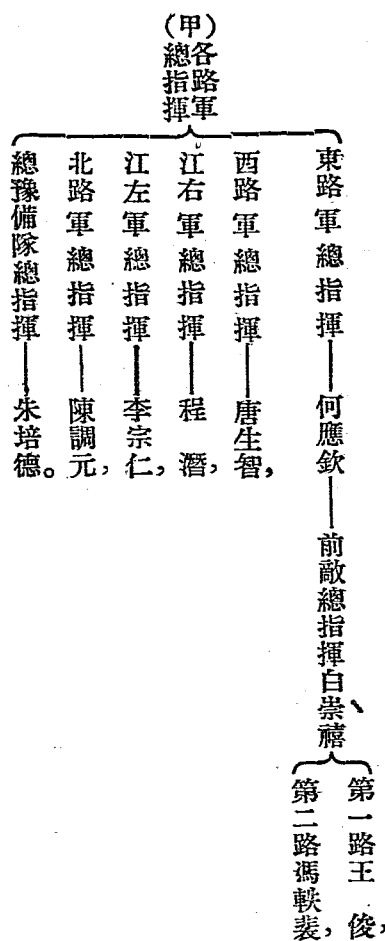 (甲)各路軍
總指揮
東路軍總指揮——何應欽——前敵總指揮白崇禧、
第一路王　俊，
第二路馮軼裴，
西路軍總指揮——唐生智，
江右軍總指揮——程　潛，
江左軍總指揮——李宗仁，
北路軍總指揮——陳調元，
總豫備隊總指揮——朱培德。